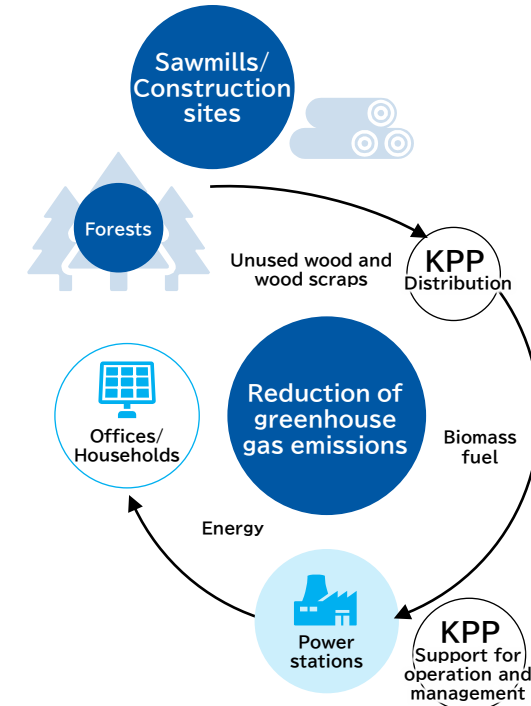 Sawmills/
Construction
sites
Forests
Unused wood and
wood scraps
KPP
Distribution
Reduction of
greenhouse
gas emissions
Offices/
Households
Biomass
fuel
Energy
Power
stations
KPP
Support for
operation and
management